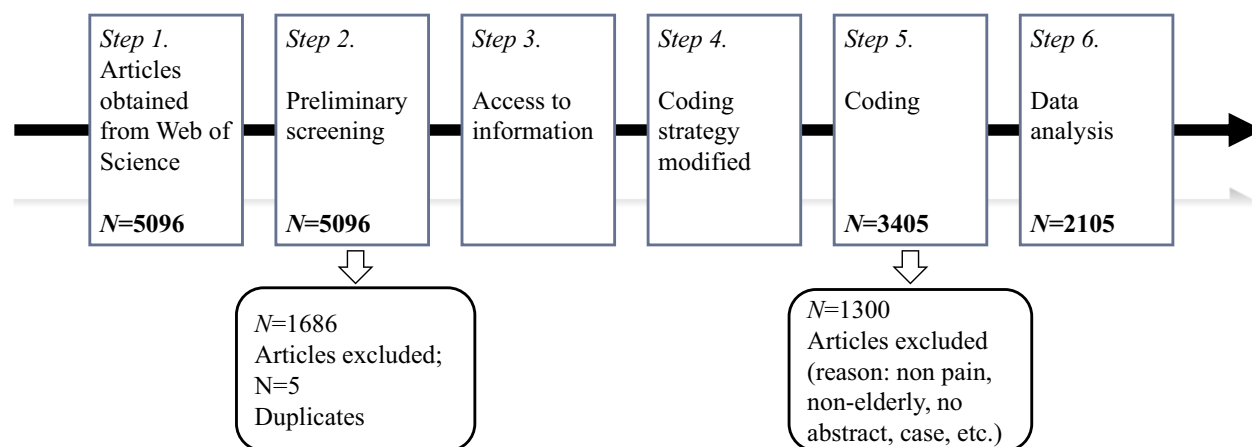 Step 1.
Articles
obtained
from Web of
Science
N=5096
Step 2.
Preliminary
screening
N=5096
Step 3.
Access to
information
Step 4.
Coding
strategy
modified
Step 5.
Coding
N=3405
Step 6.
Data
analysis
N=2105
N=1686
Articles excluded;
N=5
Duplicates
N=1300
Articles excluded
(reason: non pain,
non-elderly, no
abstract, case, etc.)